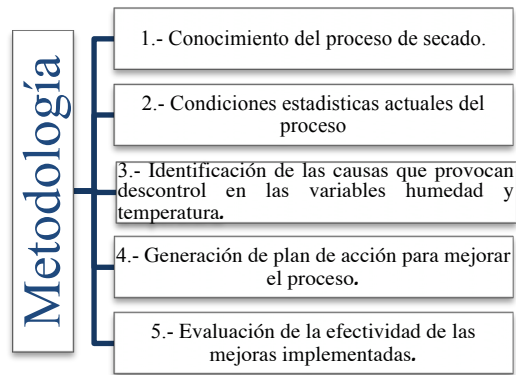 Metodología
1.- Conocimiento del proceso de secado.
2.- Condiciones estadisticas actuales del
proceso
3.- Identificación de las causas que provocan
descontrol en las variables humedad y
temperatura.
4.- Generación de plan de acción para mejorar
el proceso.
5.- Evaluación de la efectividad de las
mejoras implementadas.